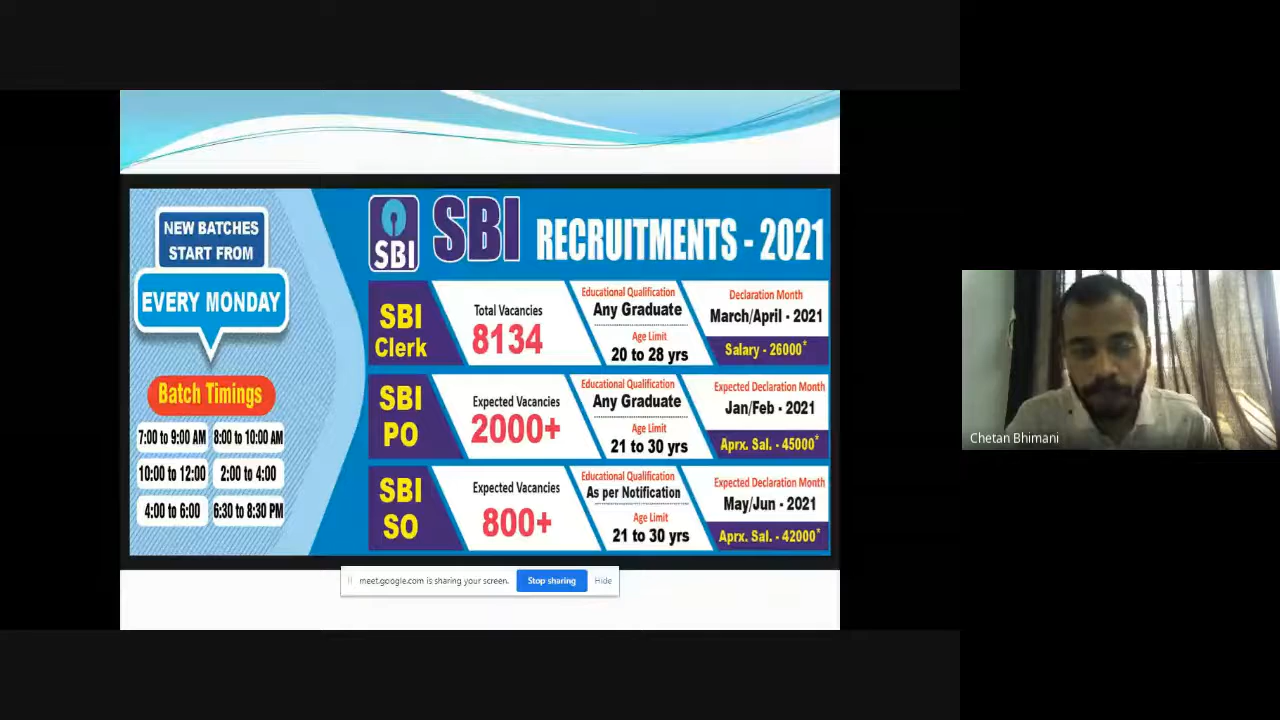 NEW BATCHES
START FROM
EVERY MONDAY
Batch Timings
7:00 to 9:00 AM
8:00 to 10:00 AM
10:00 to 12:00
2:00 to 4:00
4:00 to 6:00
6:30 to 8:30 PM
SBI
SBI RECRUITMENTS - 2021
SBI
Clerk
Total Vacancies
8134
Educational Qualification
Any Graduate
Age Limit
20 to 28 yrs
Declaration Month
March/April - 2021
Salary - 26000*
SBI
PO
Expected Vacancies
2000+
Educational Qualification
Any Graduate
Age Limit
21 to 30 yrs
Expected Declaration Month
Jan/Feb - 2021
Aprx. Sal. - 45000*
SBI
SO
Expected Vacancies
800+
Educational Qualification
As per Notification
Age Limit
21 to 30 yrs
Expected Declaration Month
May/Jun - 2021
Aprx. Sal. - 42000*
meet.google.com is sharing your screen.
Stop sharing
Hide
Chetan Bhimani